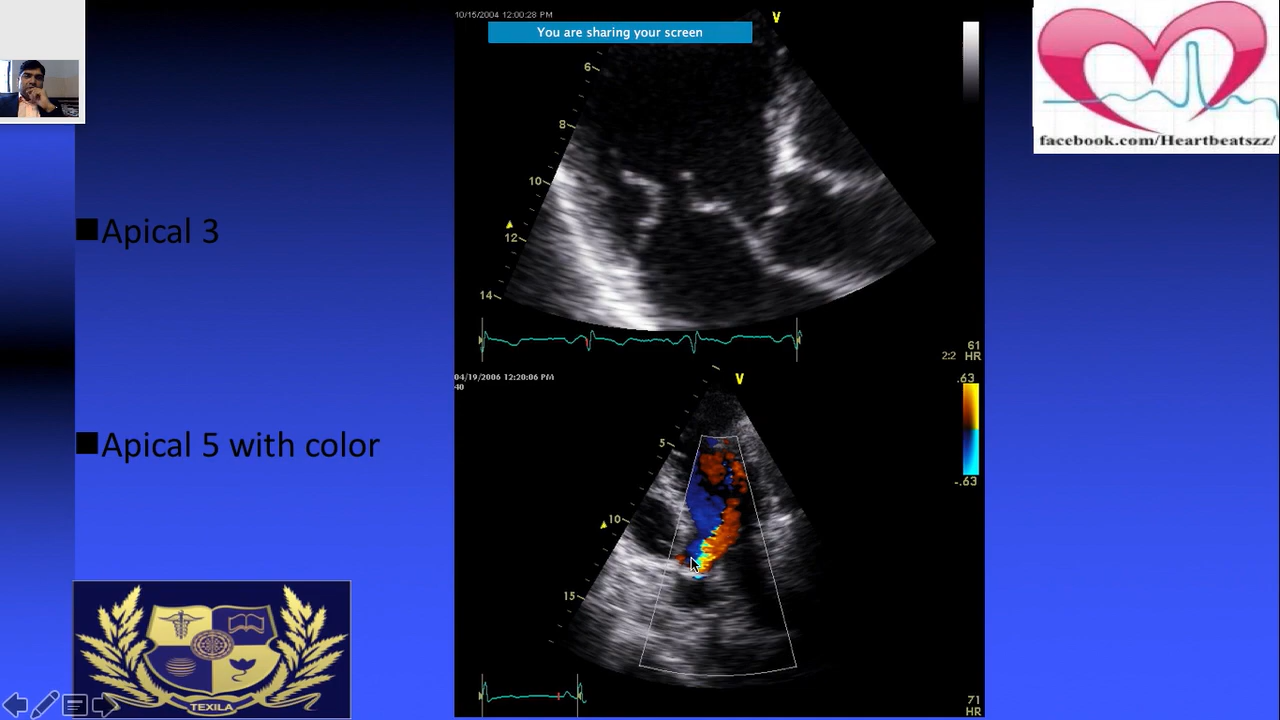 10/15/2004 12:00:28 PM
V
You are sharing your screen
6
8
10
12
14
61
2:2 HR
facebook.com/Heartbeatszz/
Apical 3
Apical 5 with color
04/19/2006 12:20:06 PM
40
V
.63
-.63
5
10
15
71
HR
TEXILA